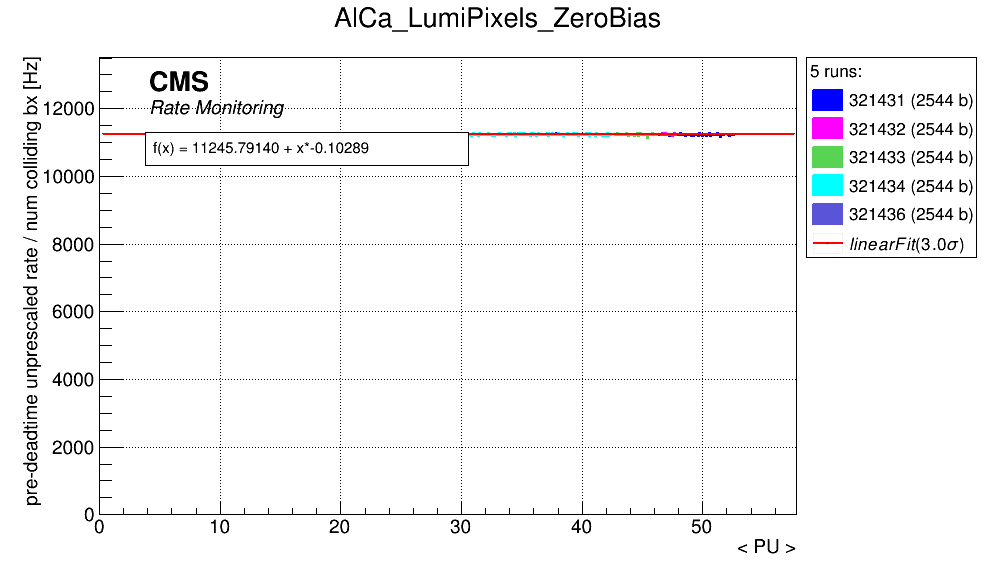 AlCa_LumiPixels_ZeroBias
pre-deadtime unprescaled rate / num colliding bx [Hz]
CMS
Rate Monitoring
f(x) = 11245.79140 + x*-0.10289
12000
10000
8000
6000
4000
2000
0
0 10 20 30 40 50
< PU >
5 runs:
321431 (2544 b)
321432 (2544 b)
321433 (2544 b)
321434 (2544 b)
321436 (2544 b)
linearFit(3.0σ)